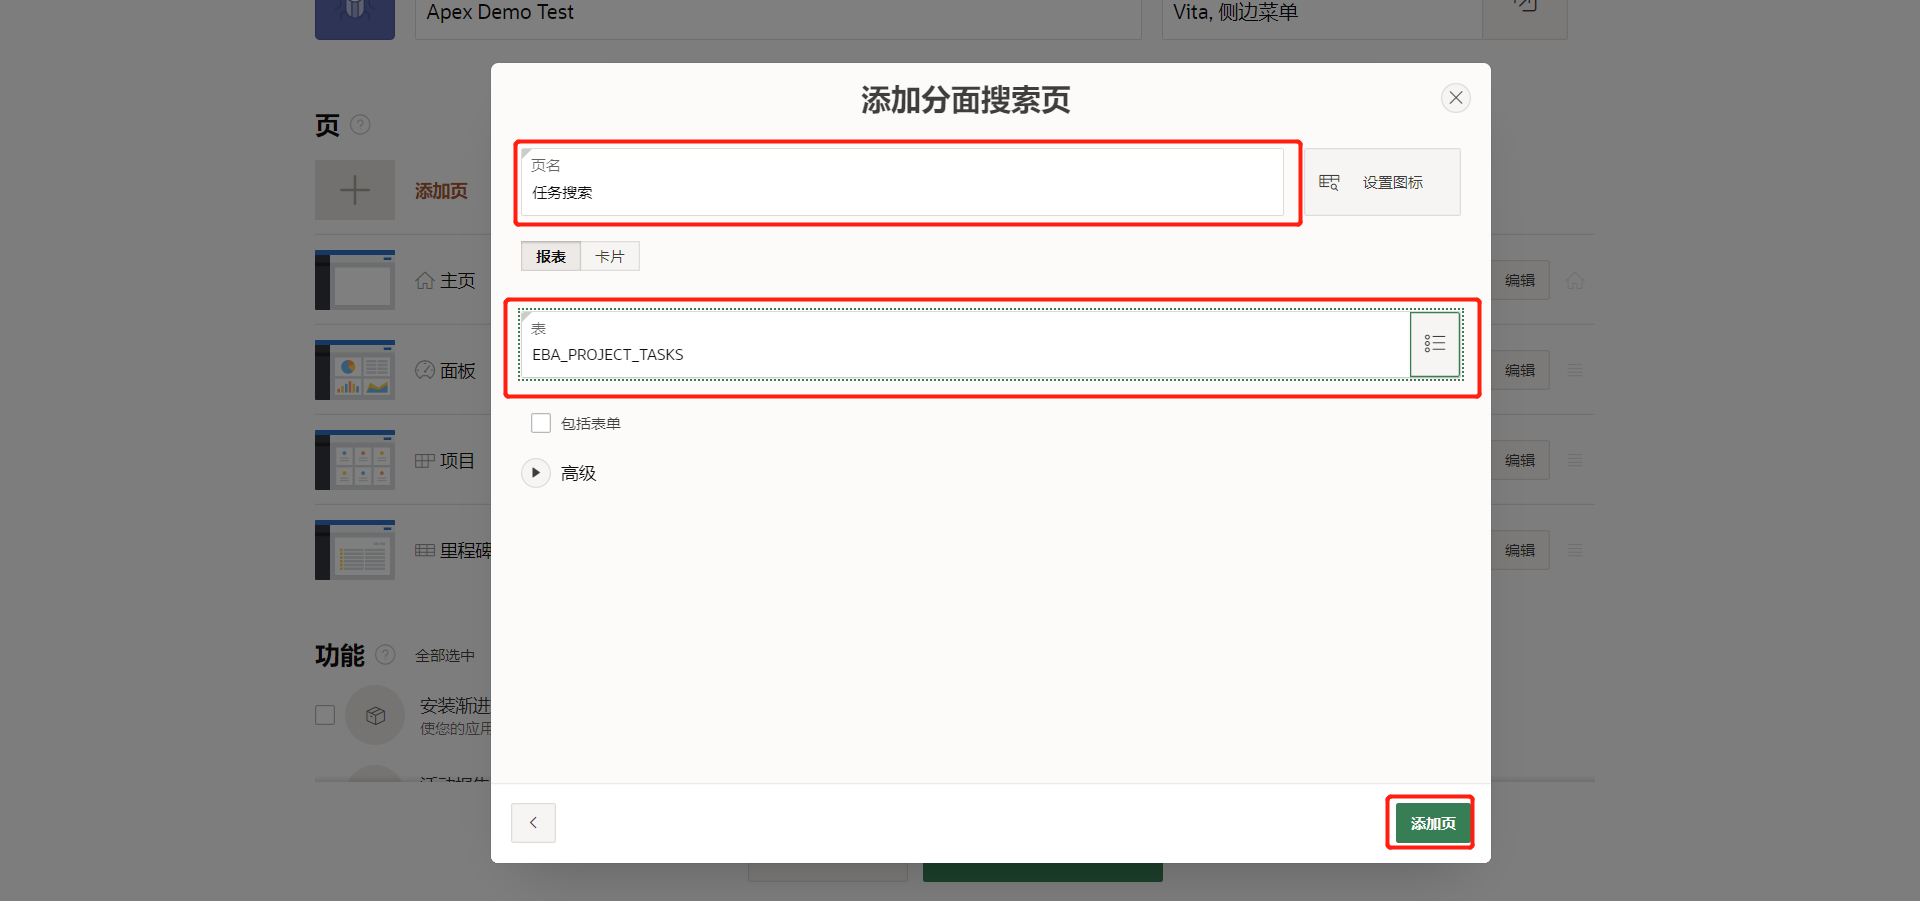 Apex Demo Test
Vita, 侧边菜单
页
添加页
主页
编辑
面板
编辑
项目
编辑
里程碑
编辑
功能
全部选中
安装渐进
使您的应用
添加分面搜索页
页名
任务搜索
设置图标
报表
卡片
表
EBA_PROJECT_TASKS
包括表单
高级
添加页